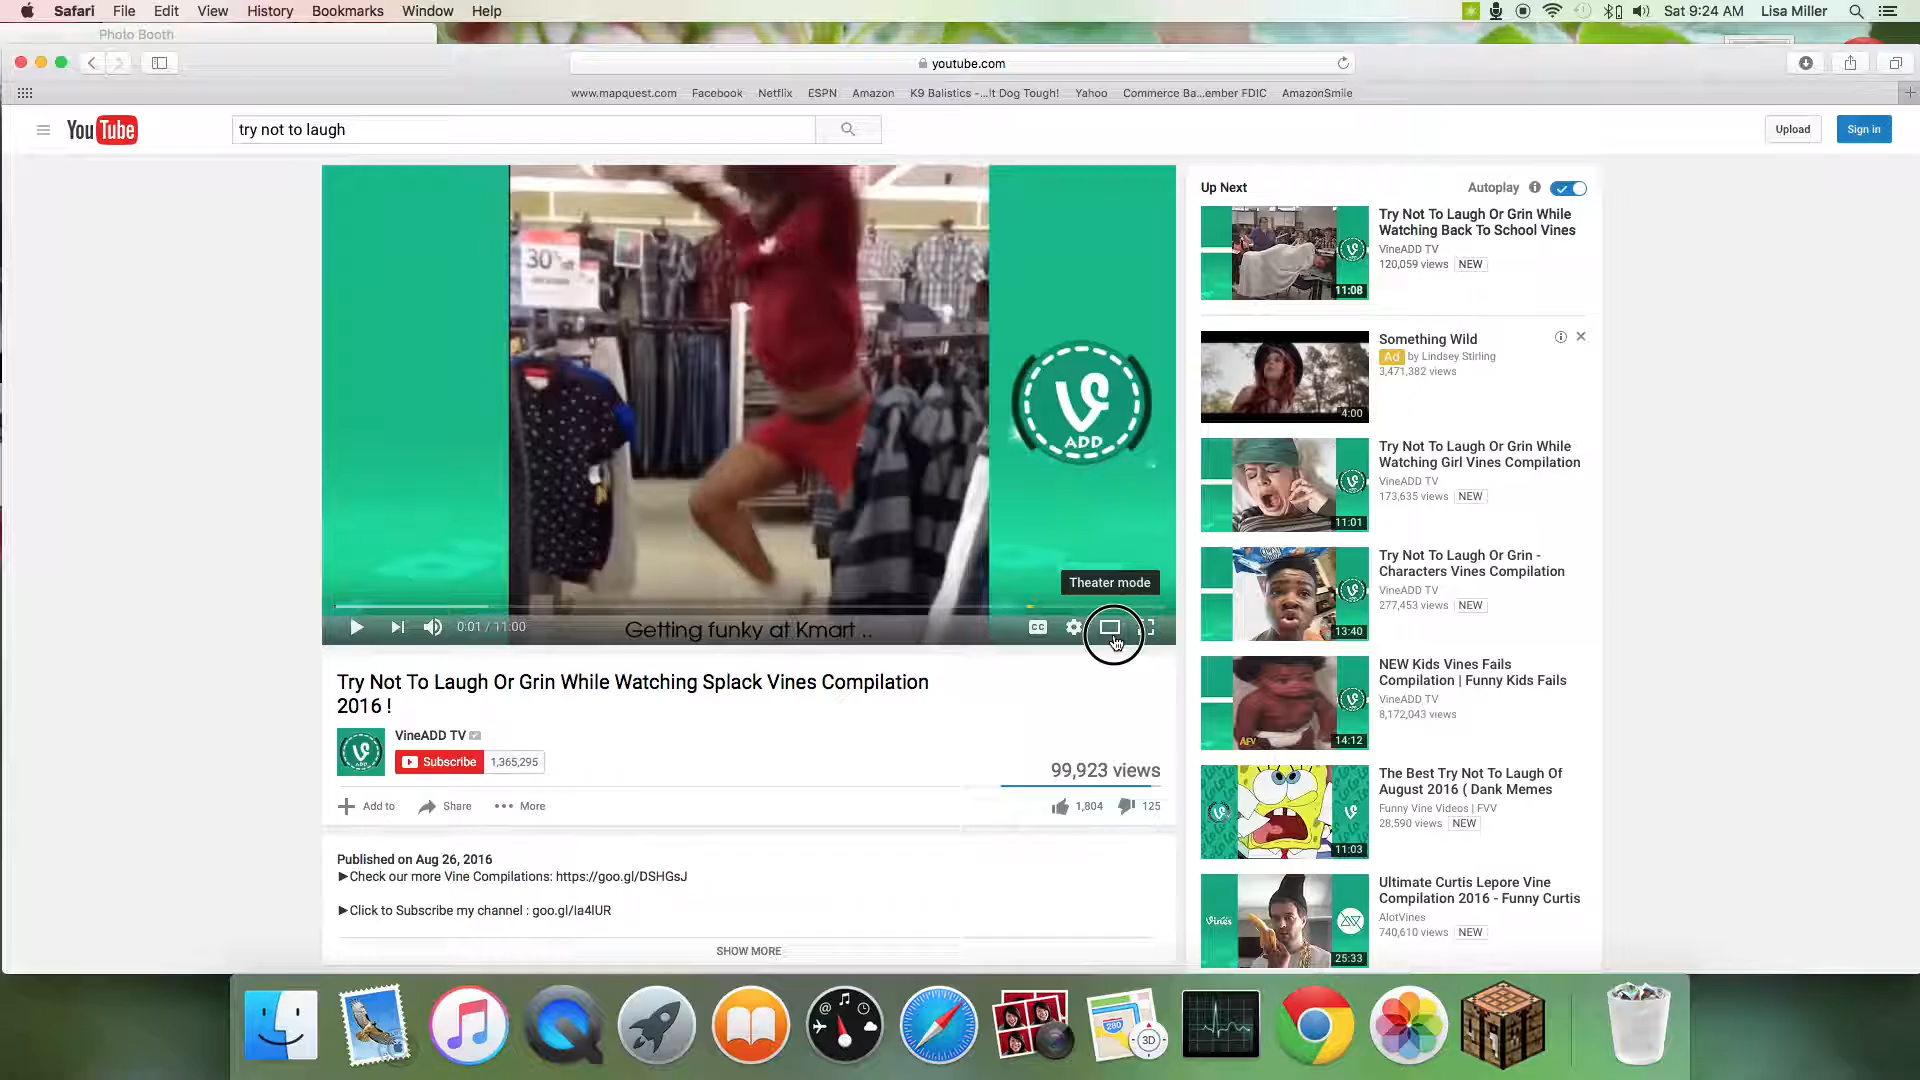 Safari File Edit View History Bookmarks Window Help
Sat 9:24 AM Lisa Miller
Photo Booth
youtube.com
www.mapquest.com Facebook Netflix ESPN Amazon K9 Balistics -...!t Dog Tough! Yahoo Commerce Ba...ember FDIC AmazonSmile
YouTube
try not to laugh
Upload
Sign in
30%
ADD
Theater mode
0:01 / 11:00
Getting funky at Kmart ..
CC
Try Not To Laugh Or Grin While Watching Splack Vines Compilation
2016 !
VineADD TV
Subscribe 1,365,295
99,923 views
Add to Share More
1,804 125
Published on Aug 26, 2016
►Check our more Vine Compilations: https://goo.gl/DSHGsJ
►Click to Subscribe my channel : goo.gl/Ia4lUR
SHOW MORE
Up Next
Autoplay
Try Not To Laugh Or Grin While
Watching Back To School Vines
VineADD TV
120,059 views NEW
11:08
Something Wild
Ad by Lindsey Stirling
3,471,382 views
4:00
Try Not To Laugh Or Grin While
Watching Girl Vines Compilation
VineADD TV
173,635 views NEW
11:01
Try Not To Laugh Or Grin -
Characters Vines Compilation
VineADD TV
277,453 views NEW
13:40
NEW Kids Vines Fails
Compilation | Funny Kids Fails
VineADD TV
8,172,043 views
AFV
14:12
The Best Try Not To Laugh Of
August 2016 ( Dank Memes
Funny Vine Videos | FVV
28,590 views NEW
11:03
Ultimate Curtis Lepore Vine
Compilation 2016 - Funny Curtis
AlotVines
740,610 views NEW
Vines
25:33
280
3D